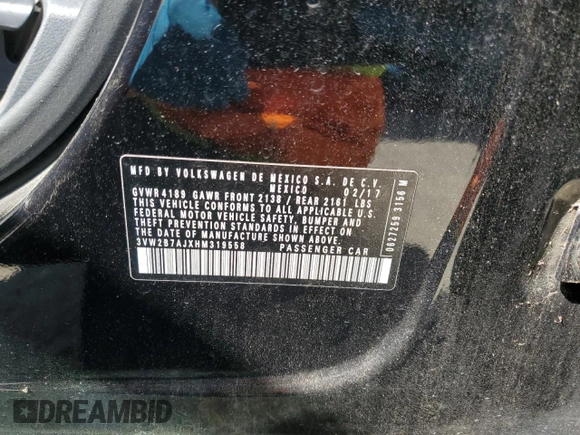 MFD. BY VOLKSWAGEN DE MEXICO S.A. DE C.V.
MEXICO 02/17
GVWR 4189 GAWR FRONT 2138 / REAR 2161 LBS
THIS VEHICLE CONFORMS TO ALL APPLICABLE U.S.
FEDERAL MOTOR VEHICLE SAFETY, BUMPER AND
THEFT PREVENTION STANDARDS IN EFFECT ON
THE DATE OF MANUFACTURE SHOWN ABOVE.
3VW2B7AJXHM319558 PASSENGER CAR
0627259 3156 M
DREAMBID